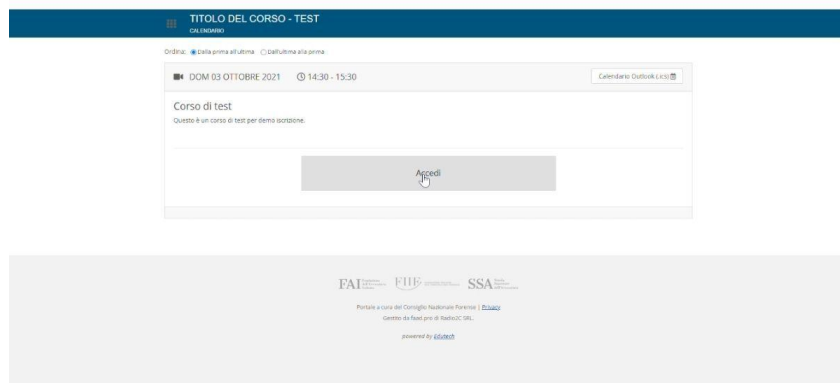 TITOLO DEL CORSO - TEST
CALENDARIO
Ordina: Dalla prima all'ultima Dall'ultima alla prima
DOM 03 OTTOBRE 2021 14:30 - 15:30 Calendario Outlook (.ics)
Corso di test
Questo è un corso di test per demo iscrizione.
Accedi
FAI FIIF SSA
Portale a cura del Consiglio Nazionale Forense | Privacy
Gestito da faad.pro di Radio2C SRL.
powered by Edutech